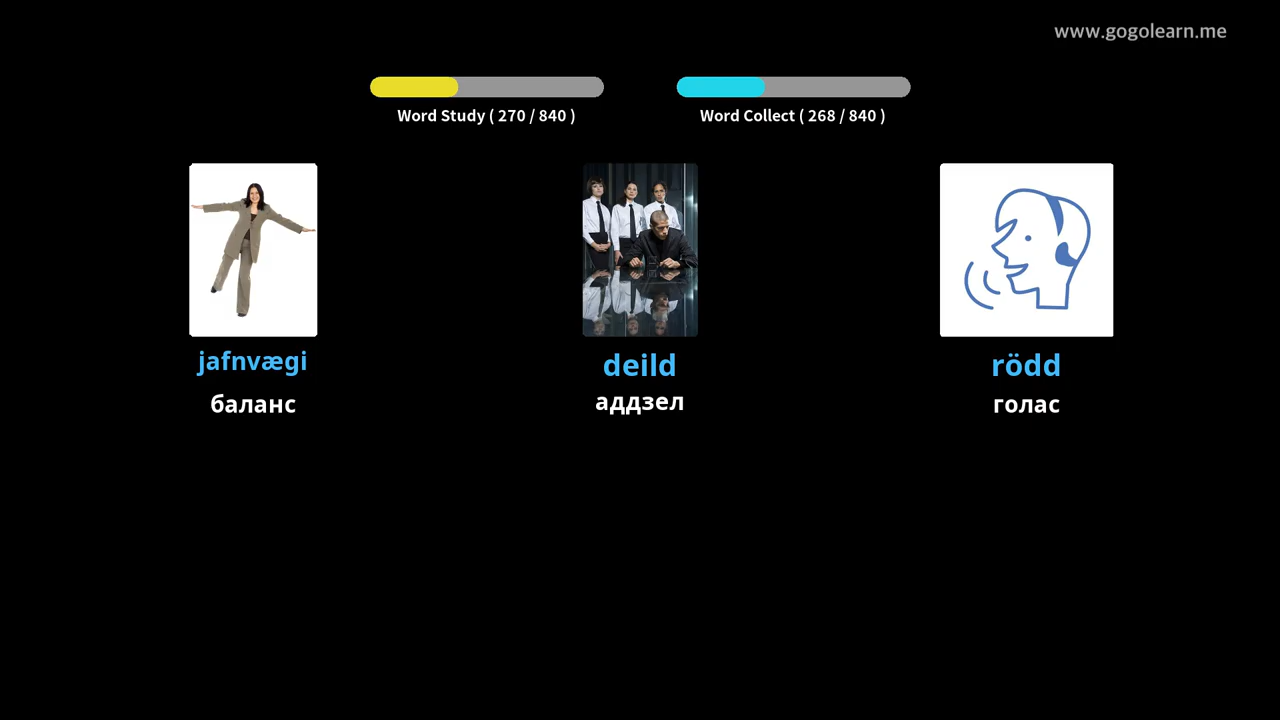 www.gogolearn.me
Word Study ( 270 / 840 )
Word Collect ( 268 / 840 )
jafnvægi
deild
rödd
баланс
аддзел
голас